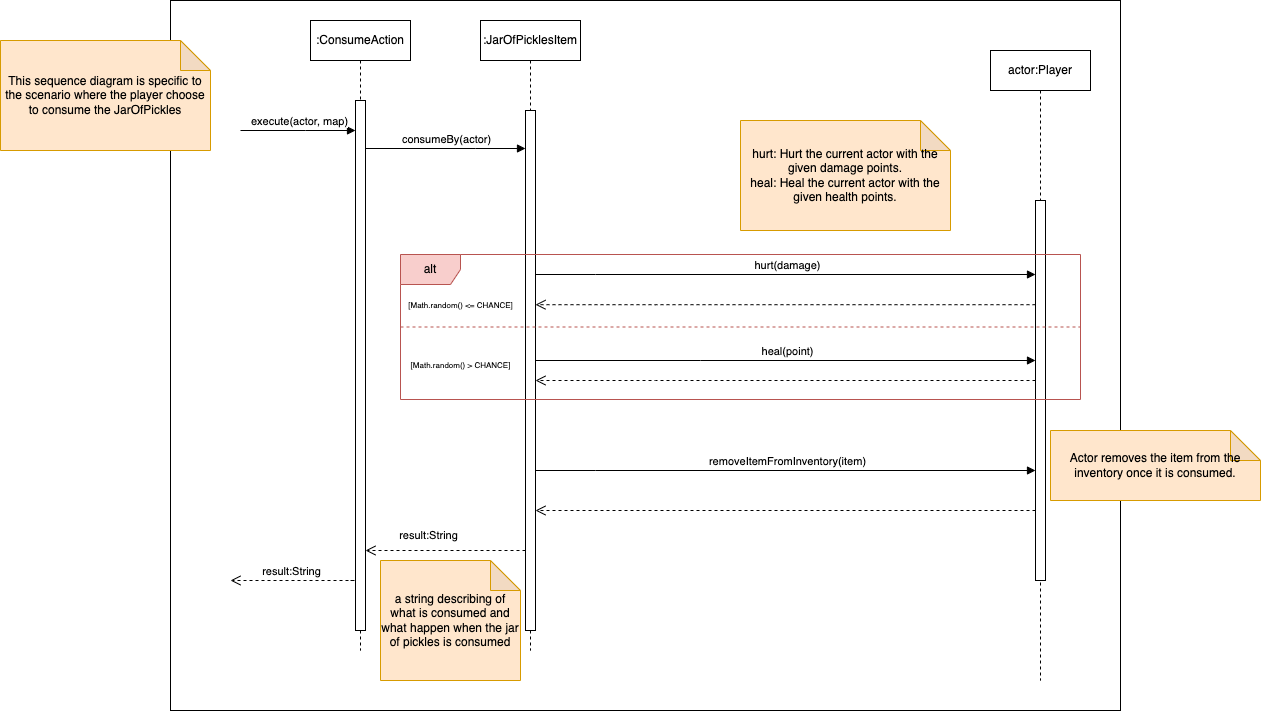 :ConsumeAction
:JarOfPicklesItem
actor:Player
This sequence diagram is specific to
the scenario where the player choose
to consume the JarOfPickles
execute(actor, map)
consumeBy(actor)
hurt: Hurt the current actor with the
given damage points.
heal: Heal the current actor with the
given health points.
alt
hurt(damage)
[Math.random() <= CHANCE]
heal(point)
[Math.random() > CHANCE]
removeItemFromInventory(item)
Actor removes the item from the
inventory once it is consumed.
result:String
result:String
a string describing of
what is consumed and
what happen when the jar
of pickles is consumed